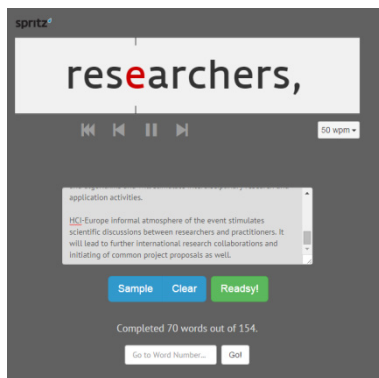 spritz
researchers,
50 wpm
application activities.
HCI-Europe informal atmosphere of the event stimulates
scientific discussions between researchers and practitioners. It
will lead to further international research collaborations and
initiating of common project proposals as well.
Sample Clear Readsy!
Completed 70 words out of 154.
Go to Word Number... Go!